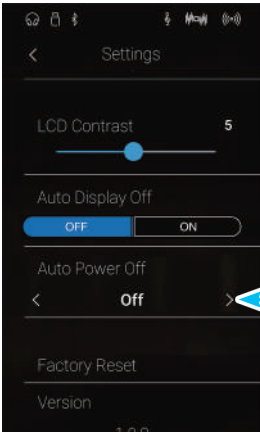 Settings
LCD Contrast 5
Auto Display Off
OFF ON
Auto Power Off
Off
Factory Reset
Version